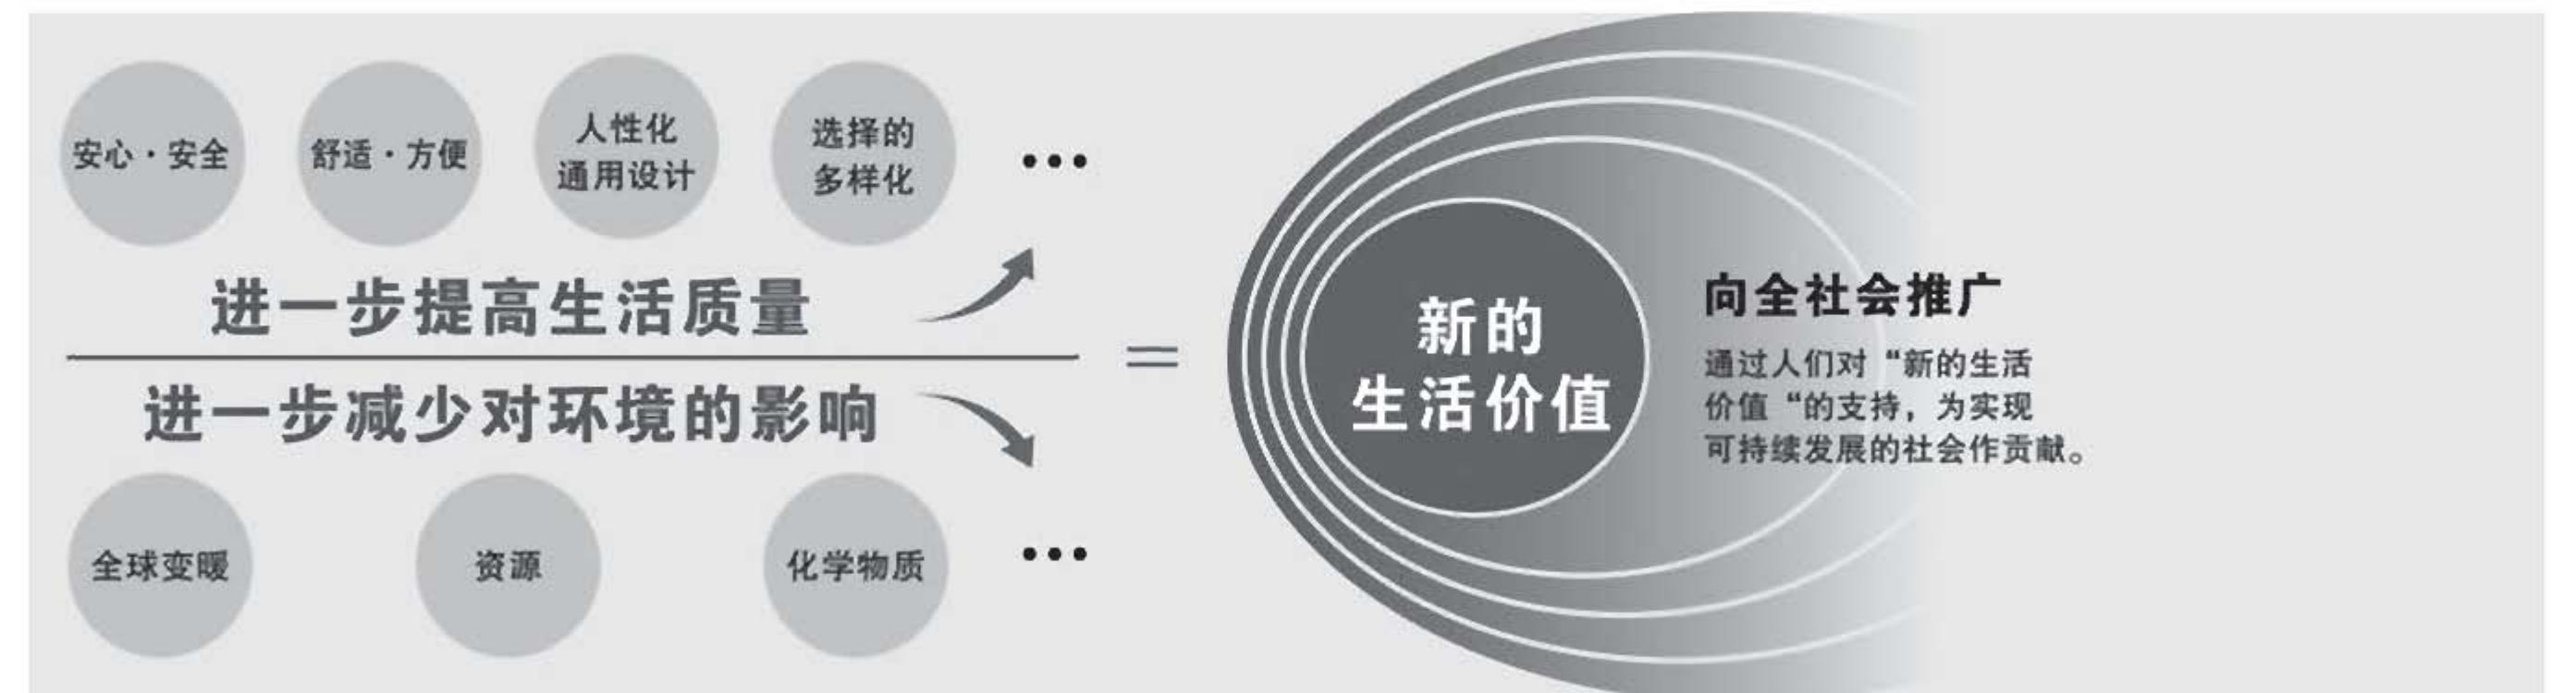 安心·安全
舒适·方便
人性化
通用设计
选择的
多样化
•••
进一步提高生活质量
进一步减少对环境的影响
全球变暖
资源
化学物质
•••
=
新的
生活价值
向全社会推广
通过人们对“新的生活
价值“的支持，为实现
可持续发展的社会作贡献。